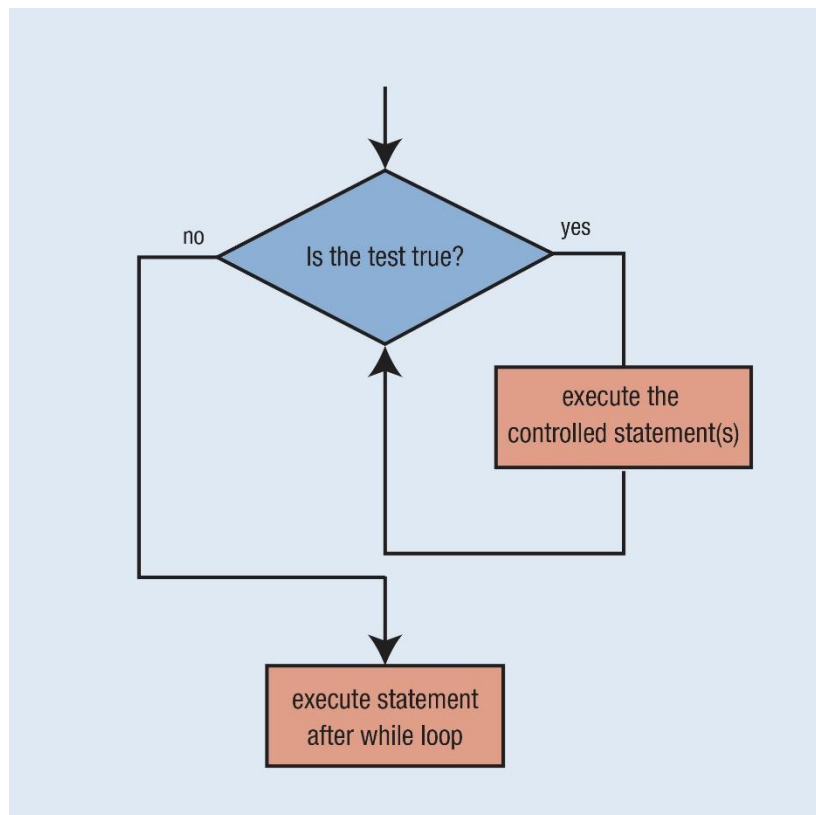 Is the test true?
no
yes
execute the
controlled statement(s)
execute statement
after while loop